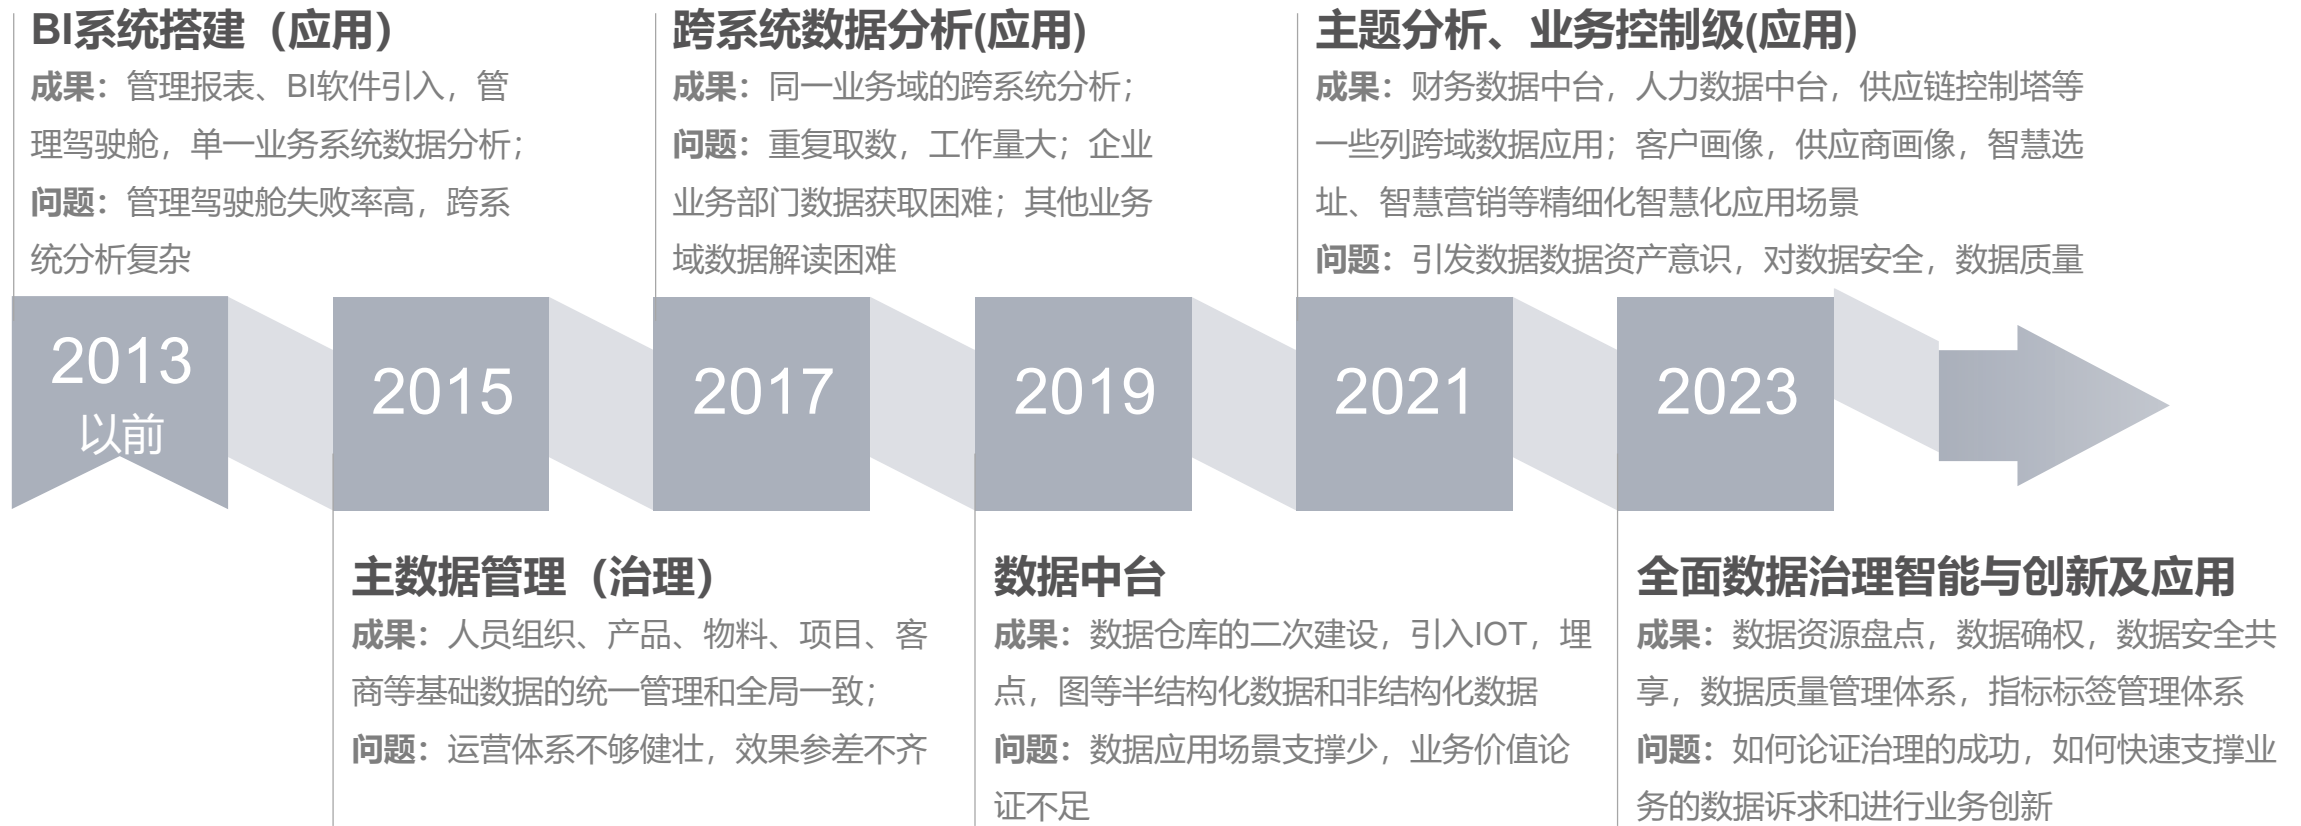 BI系统搭建（应用）
成果：管理报表、BI软件引入，管
理驾驶舱，单一业务系统数据分析；
问题：管理驾驶舱失败率高，跨系
统分析复杂
跨系统数据分析(应用)
成果：同一业务域的跨系统分析；
问题：重复取数，工作量大；企业
业务部门数据获取困难；其他业务
域数据解读困难
主题分析、业务控制级(应用)
成果：财务数据中台，人力数据中台，供应链控制塔等
一些列跨域数据应用；客户画像，供应商画像，智慧选
址、智慧营销等精细化智慧化应用场景
问题：引发数据数据资产意识，对数据安全，数据质量
2013
以前
2015
2017
2019
2021
2023
主数据管理（治理）
成果：人员组织、产品、物料、项目、客
商等基础数据的统一管理和全局一致；
问题：运营体系不够健壮，效果参差不齐
数据中台
成果：数据仓库的二次建设，引入IOT，埋
点，图等半结构化数据和非结构化数据
问题：数据应用场景支撑少，业务价值论
证不足
全面数据治理智能与创新及应用
成果：数据资源盘点，数据确权，数据安全共
享，数据质量管理体系，指标标签管理体系
问题：如何论证治理的成功，如何快速支撑业
务的数据诉求和进行业务创新